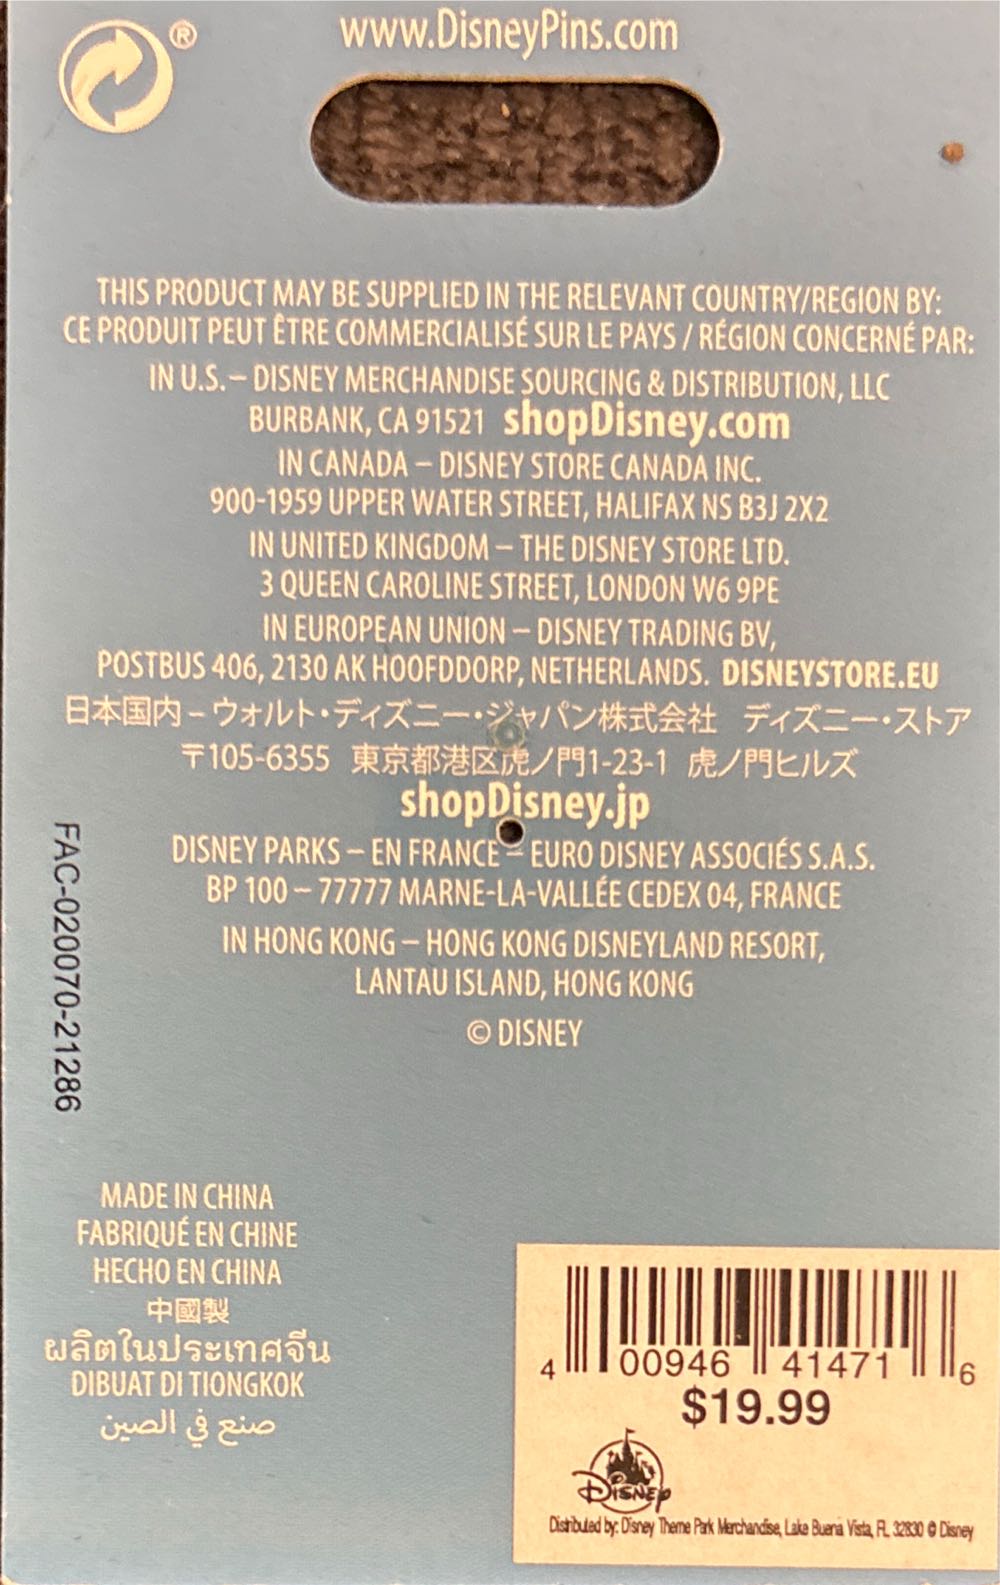 ®
www.DisneyPins.com
THIS PRODUCT MAY BE SUPPLIED IN THE RELEVANT COUNTRY/REGION BY:
CE PRODUIT PEUT ÊTRE COMMERCIALISÉ SUR LE PAYS / RÉGION CONCERNÉ PAR:
IN U.S. – DISNEY MERCHANDISE SOURCING & DISTRIBUTION, LLC
BURBANK, CA 91521 shopDisney.com
IN CANADA – DISNEY STORE CANADA INC.
900-1959 UPPER WATER STREET, HALIFAX NS B3J 2X2
IN UNITED KINGDOM – THE DISNEY STORE LTD.
3 QUEEN CAROLINE STREET, LONDON W6 9PE
IN EUROPEAN UNION – DISNEY TRADING BV,
POSTBUS 406, 2130 AK HOOFDDORP, NETHERLANDS. DISNEYSTORE.EU
日本国内 – ウォルト・ディズニー・ジャパン株式会社 ディズニー・ストア
〒105-6355 東京都港区虎ノ門1-23-1 虎ノ門ヒルズ
shopDisney.jp
DISNEY PARKS – EN FRANCE – EURO DISNEY ASSOCIÉS S.A.S.
BP 100 – 77777 MARNE-LA-VALLÉE CEDEX 04, FRANCE
IN HONG KONG – HONG KONG DISNEYLAND RESORT,
LANTAU ISLAND, HONG KONG
© DISNEY
FAC-020070-21286
MADE IN CHINA
FABRIQUÉ EN CHINE
HECHO EN CHINA
中國製
ผลิตในประเทศจีน
DIBUAT DI TIONGKOK
صنع في الصين
4 00946 41471 6
$19.99
Disney
Distributed by: Disney Theme Park Merchandise, Lake Buena Vista, FL 32830 © Disney